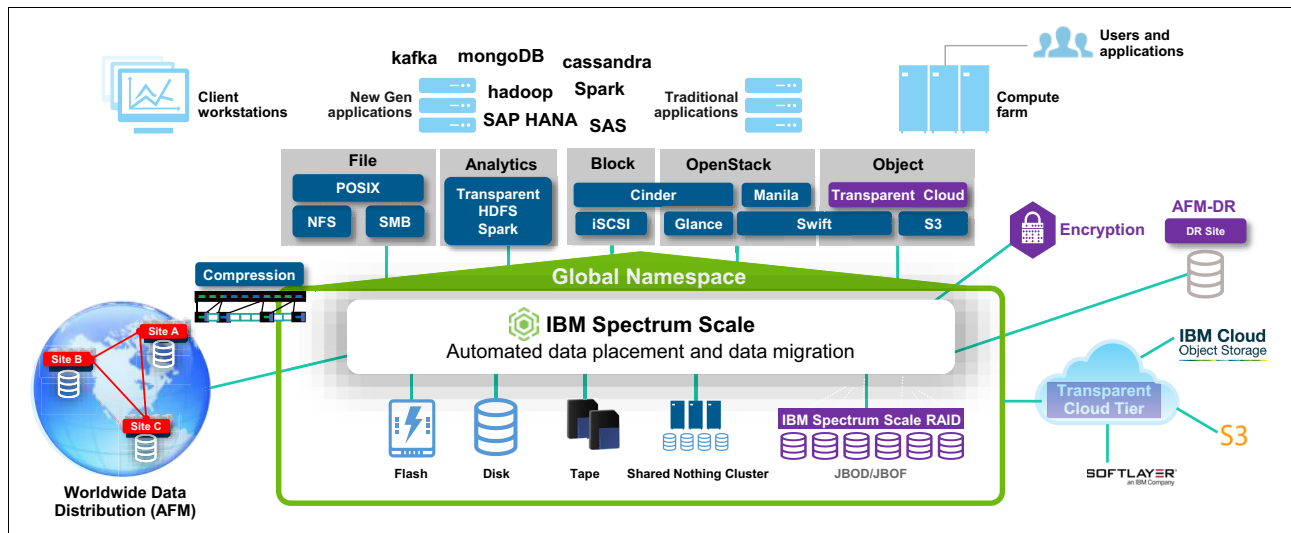 kafka
mongoDB
cassandra
Users and
applications
Client
workstations
New Gen
applications
hadoop
Spark
SAP HANA
SAS
Traditional
applications
Compute
farm
File
Analytics
Block
OpenStack
Object
POSIX
NFS
SMB
Transparent
HDFS
Spark
Cinder
Manila
Transparent Cloud
iSCSI
Glance
Swift
S3
Encryption
AFM-DR
DR Site
Compression
Global Namespace
IBM Spectrum Scale
Automated data placement and data migration
Site A
Site B
Site C
Worldwide Data
Distribution (AFM)
Flash
Disk
Tape
Shared Nothing Cluster
IBM Spectrum Scale RAID
JBOD/JBOF
Transparent
Cloud Tier
IBM Cloud
Object Storage
S3
SOFTLAYER®
an IBM Company